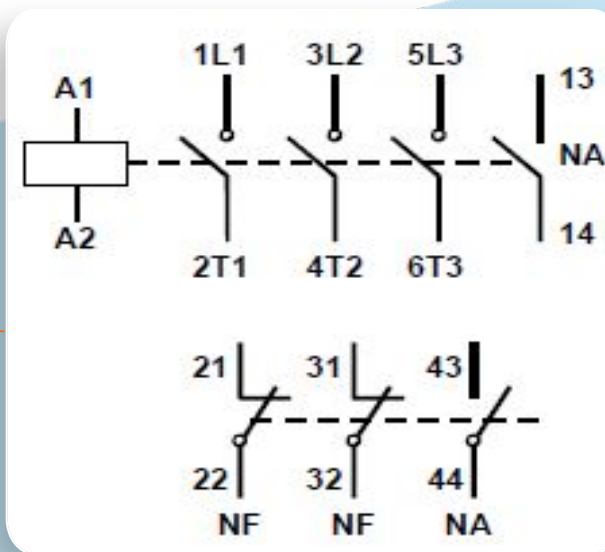 1L1 3L2 5L3 13
A1
NA
A2
14
2T1 4T2 6T3
21 31 43
22 32 44
NF NF NA